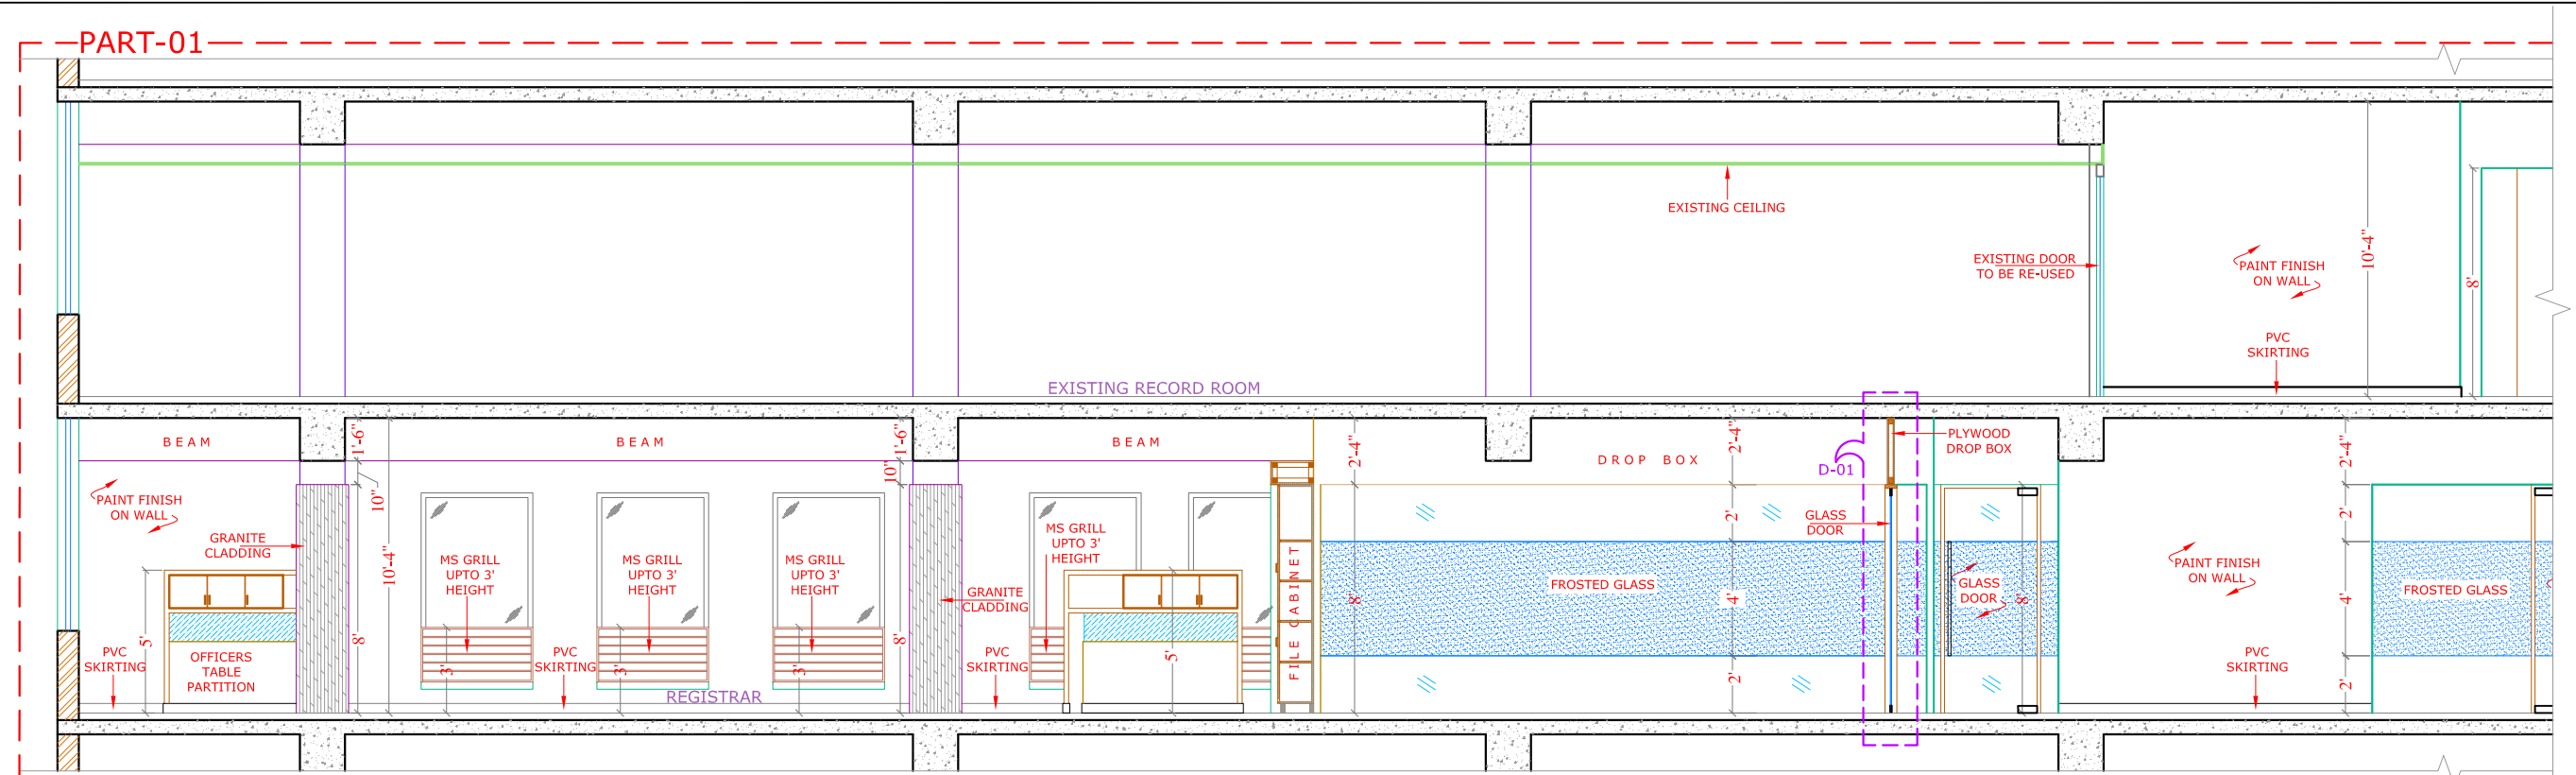 PART-01
EXISTING CEILING
EXISTING DOOR
TO BE RE-USED
PAINT FINISH
ON WALL
10'-4"
8'
PVC
SKIRTING
EXISTING RECORD ROOM
BEAM
1'-6"
BEAM
1'-6"
BEAM
2'-4"
DROP BOX
2'-4"
PLYWOOD
DROP BOX
2'-4"
D-01
10"
10"
PAINT FINISH
ON WALL
GRANITE
CLADDING
10'-4"
MS GRILL
UPTO 3'
HEIGHT
MS GRILL
UPTO 3'
HEIGHT
MS GRILL
UPTO 3'
HEIGHT
MS GRILL
UPTO 3'
HEIGHT
GRANITE
CLADDING
FILE CABINET
8'
FROSTED GLASS
2'
4'
2'
GLASS
DOOR
GLASS
DOOR
8'
PAINT FINISH
ON WALL
2'
4'
2'
FROSTED GLASS
5'
PVC
SKIRTING
OFFICERS
TABLE
PARTITION
8'
3'
PVC
SKIRTING
3'
3'
8'
PVC
SKIRTING
5'
PVC
SKIRTING
REGISTRAR